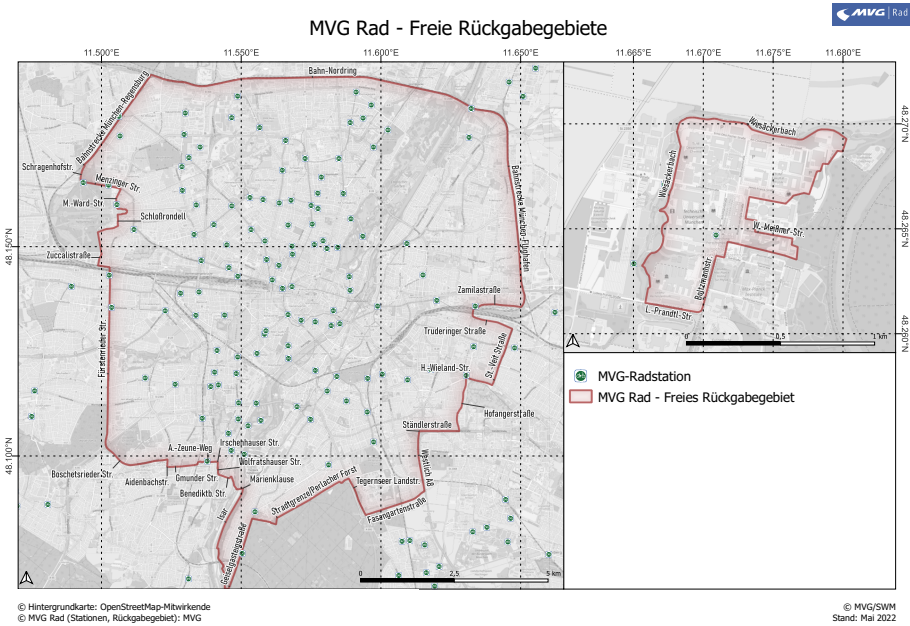 MVG Rad - Freie Rückgabegebiete
MVG | Rad
11.500°E
11.550°E
11.600°E
11.650°E
11.665°E
11.670°E
11.675°E
11.680°E
48.150°N
48.100°N
48.270°N
48.265°N
48.260°N
Bahn-Nordring
Bahnstrecke München-Regensburg
Schragenhofstr.
Menzinger Str.
M.-Ward-Str.
Schloßrondell
Zuccalistraße
Bahnstrecke München-Flughafen
Zamilastraße
Truderinger Straße
St.-Veit Straße
H.-Wieland-Str.
Hofangerstraße
Ständlerstraße
Fürstenrieder Str.
A.-Zeune-Weg
Irschenhauser Str.
Wolfratshauser Str.
Boschetsrieder Str.
Aidenbachstr.
Gmunder Str.
Benediktb. Str.
Marienklause
Isar
Geiselgasteigstraße
Stadtgrenze/Perlacher Forst
Tegernseer Landstr.
Fasangartenstraße
Westlich A8
0
2,5
5 km
Wiesäckerbach
Wiesäckerbach
W.-Meißner-Str.
Boltzmannstr.
L.-Prandtl-Str
0
0,5
1 km
MVG-Radstation
MVG Rad - Freies Rückgabegebiet
© Hintergrundkarte: OpenStreetMap-Mitwirkende
© MVG Rad (Stationen, Rückgabegebiet): MVG
© MVG/SWM
Stand: Mai 2022